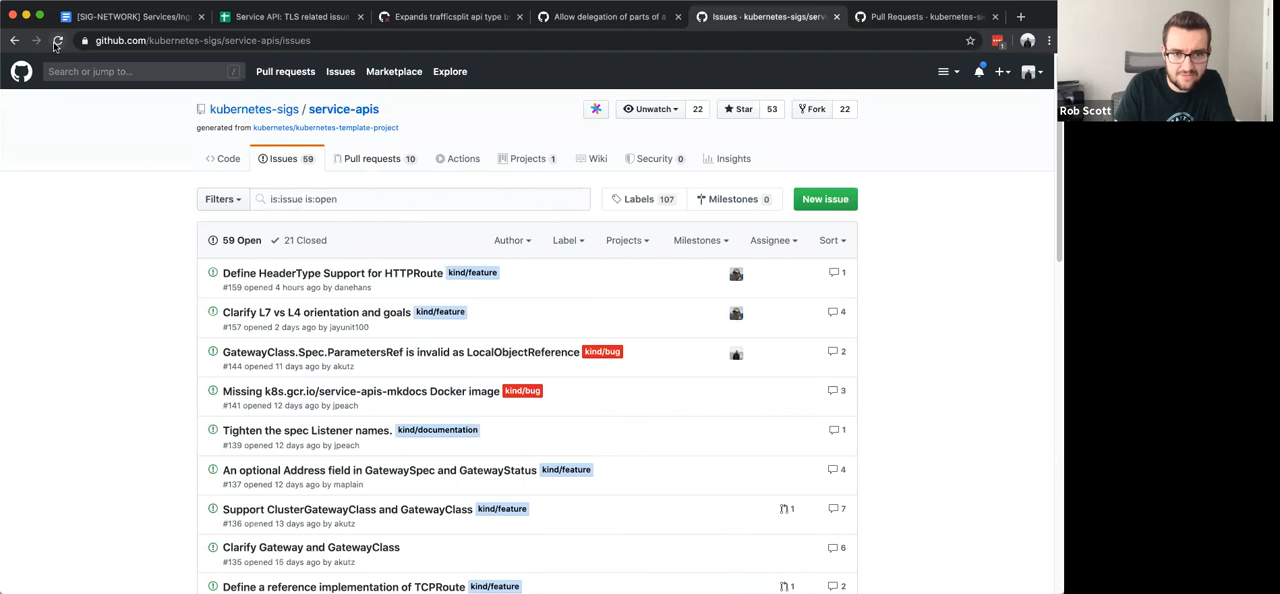 [SIG-NETWORK] Services/Ing
Service API: TLS related issue
Expands trafficsplit api type b
Allow delegation of parts of a
Issues · kubernetes-sigs/serv
Pull Requests · kubernetes-s
github.com/kubernetes-sigs/service-apis/issues
1
Search or jump to...
/
Pull requests
Issues
Marketplace
Explore
kubernetes-sigs / service-apis
generated from kubernetes/kubernetes-template-project
Unwatch 22
Star 53
Fork 22
Rob Scott
Code
Issues 59
Pull requests 10
Actions
Projects 1
Wiki
Security 0
Insights
Filters
is:issue is:open
Labels 107
Milestones 0
New issue
59 Open
21 Closed
Author
Label
Projects
Milestones
Assignee
Sort
Define HeaderType Support for HTTPRoute kind/feature
1
#159 opened 4 hours ago by danehans
Clarify L7 vs L4 orientation and goals kind/feature
4
#157 opened 2 days ago by jayunit100
GatewayClass.Spec.ParametersRef is invalid as LocalObjectReference kind/bug
2
#144 opened 11 days ago by akutz
Missing k8s.gcr.io/service-apis-mkdocs Docker image kind/bug
3
#141 opened 12 days ago by jpeach
Tighten the spec Listener names. kind/documentation
1
#139 opened 12 days ago by jpeach
An optional Address field in GatewaySpec and GatewayStatus kind/feature
4
#137 opened 12 days ago by maplain
Support ClusterGatewayClass and GatewayClass kind/feature
1
7
#136 opened 13 days ago by akutz
Clarify Gateway and GatewayClass
6
#135 opened 15 days ago by akutz
Define a reference implementation of TCPRoute kind/feature
1
2